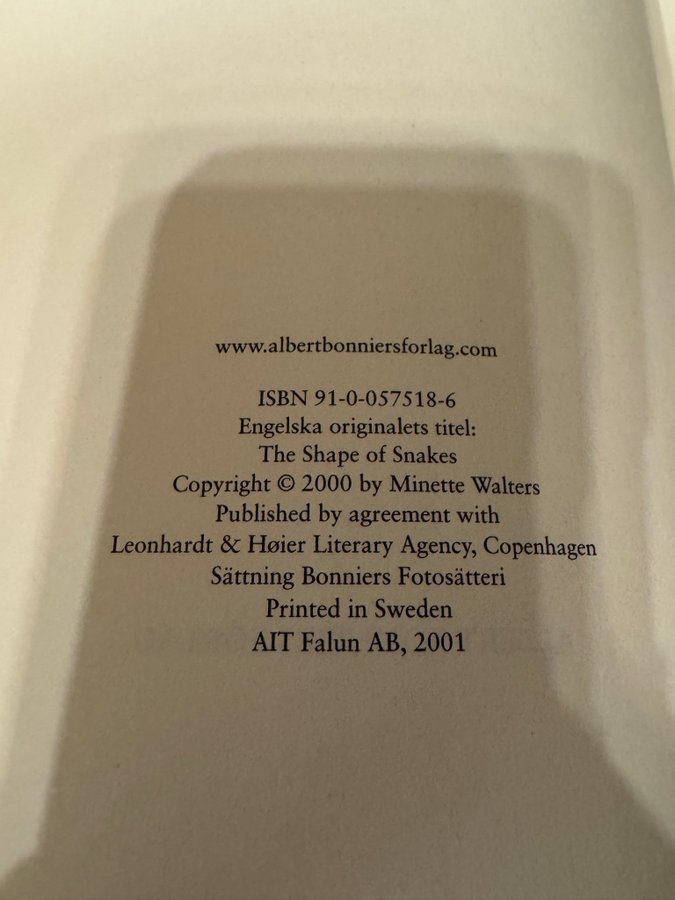 www.albertbonniersforlag.com
ISBN 91-0-057518-6
Engelska originalets titel:
The Shape of Snakes
Copyright © 2000 by Minette Walters
Published by agreement with
Leonhardt & Høier Literary Agency, Copenhagen
Sättning Bonniers Fotosätteri
Printed in Sweden
AIT Falun AB, 2001